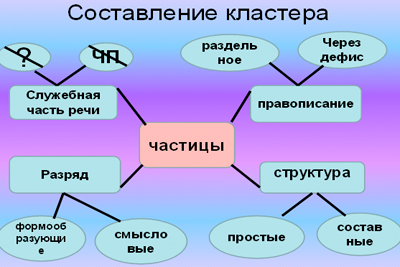 Составление кластера
?
ЧП
раздель
ное
Через
дефис
Служебная
часть речи
правописание
частицы
Разряд
структура
формооб
разующи
е
смысло
вые
простые
состав
ные